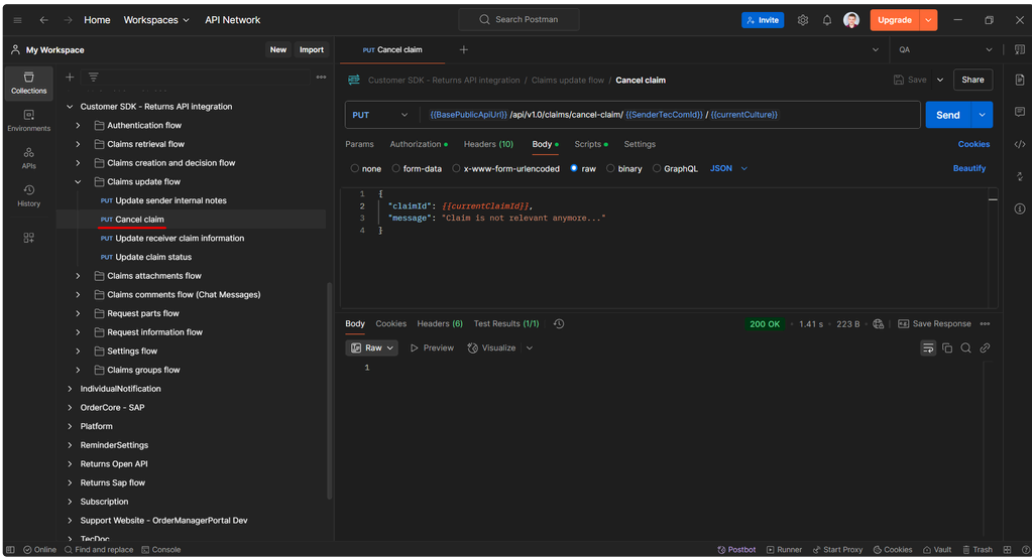 Home Workspaces API Network
Search Postman
Invite
Upgrade
My Workspace New Import
PUT Cancel claim
QA
Collections
Environments
APIs
History
Customer SDK - Returns API integration
Authentication flow
Claims retrieval flow
Claims creation and decision flow
Claims update flow
PUT Update sender internal notes
PUT Cancel claim
PUT Update receiver claim information
PUT Update claim status
Claims attachments flow
Claims comments flow (Chat Messages)
Request parts flow
Request information flow
Settings flow
Claims groups flow
IndividualNotification
OrderCore - SAP
Platform
ReminderSettings
Returns Open API
Returns Sap flow
Subscription
Support Website - OrderManagerPortal Dev
TecDoc
Customer SDK - Returns API integration / Claims update flow / Cancel claim
Save Share
PUT {{BasePublicApiUrl}} /api/v1.0/claims/cancel-claim/ {{SenderTecComId}} / {{currentCulture}}
Send
Params Authorization Headers (10) Body Scripts Settings Cookies
none form-data x-www-form-urlencoded raw binary GraphQL JSON Beautify
1 {
2 "claimId": {{currentClaimId}},
3 "message": "Claim is not relevant anymore..."
4 }
Body Cookies Headers (6) Test Results (1/1) 200 OK 1.41 s 223 B Save Response
Raw Preview Visualize
1
Online Find and replace Console Postbot Runner Start Proxy Cookies Vault Trash